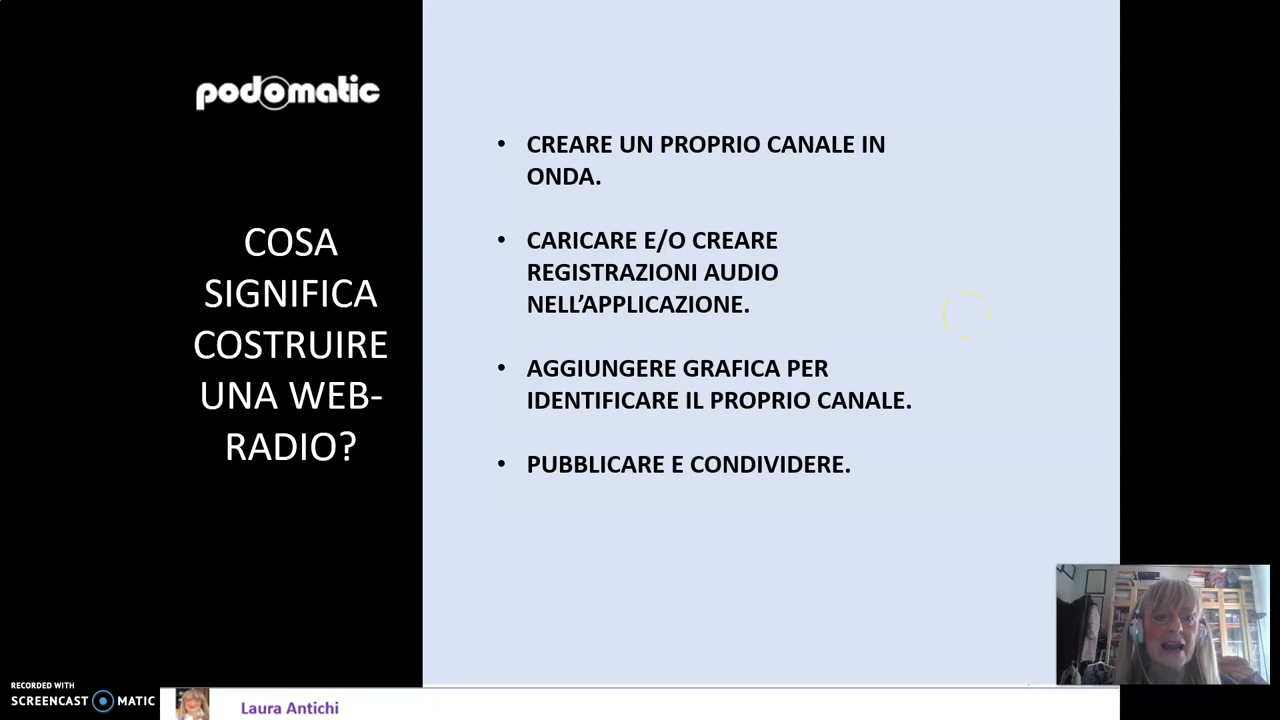 podomatic
COSA
SIGNIFICA
COSTRUIRE
UNA WEB-
RADIO?
• CREARE UN PROPRIO CANALE IN
ONDA.
• CARICARE E/O CREARE
REGISTRAZIONI AUDIO
NELL’APPLICAZIONE.
• AGGIUNGERE GRAFICA PER
IDENTIFICARE IL PROPRIO CANALE.
• PUBBLICARE E CONDIVIDERE.
RECORDED WITH
SCREENCAST MATIC
Laura Antichi